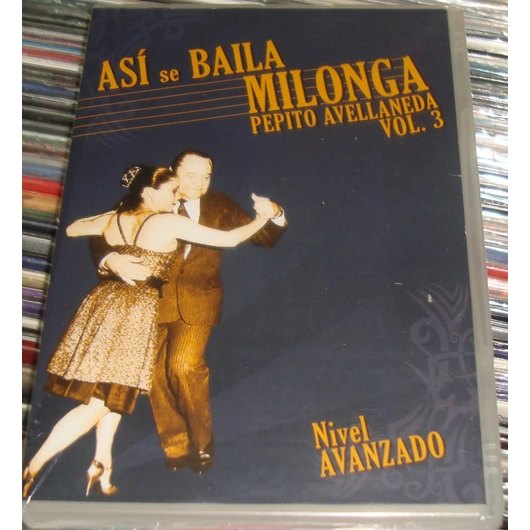 ASÍ se BAILA
MILONGA
PEPITO AVELLANEDA
VOL. 3
Nivel
AVANZADO